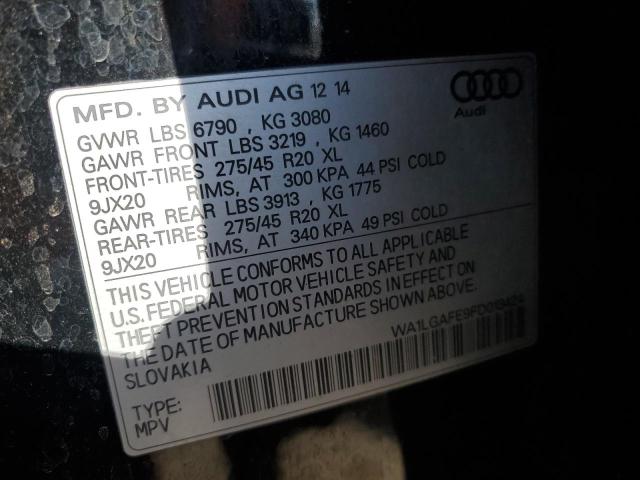 MFD. BY AUDI AG 12 14
Audi
GVWR LBS 6790 , KG 3080
GAWR FRONT LBS 3219 , KG 1460
FRONT-TIRES 275/45 R20 XL
9JX20 RIMS, AT 300 KPA 44 PSI COLD
GAWR REAR LBS 3913 , KG 1775
REAR-TIRES 275/45 R20 XL
9JX20 RIMS, AT 340 KPA 49 PSI COLD
THIS VEHICLE CONFORMS TO ALL APPLICABLE
U.S. FEDERAL MOTOR VEHICLE SAFETY AND
THEFT PREVENTION STANDARDS IN EFFECT ON
THE DATE OF MANUFACTURE SHOWN ABOVE
SLOVAKIA
WA1LGAFE9FD013424
TYPE:
MPV